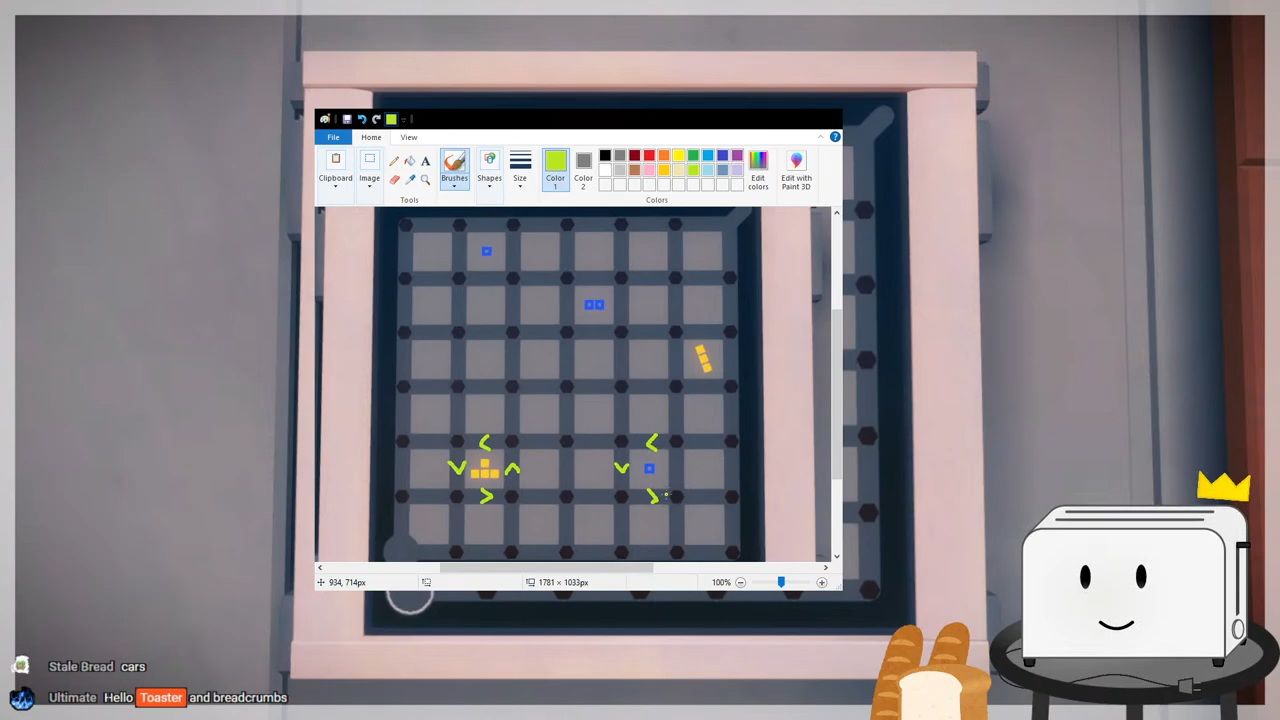 File Home View
Clipboard Image Tools Brushes Shapes Size Color 1 Color 2 Colors Edit colors Edit with Paint 3D
934, 714px 1781 × 1033px 100%
Stale Bread cars
Ultimate Hello Toaster and breadcrumbs